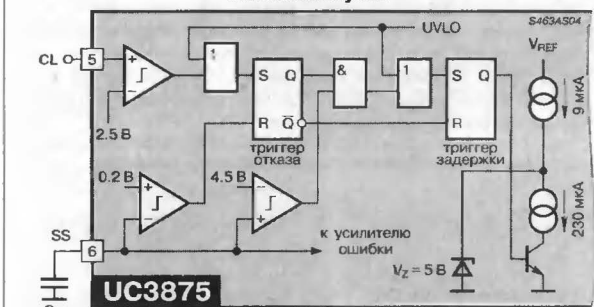 S463AS04
UVLO
CL 5
V_REF
1
S Q
&
1
S Q
9 мкА
2.5 В
R Q̅
R
триггер
отказа
триггер
задержки
0.2 В
4.5 В
230 мкА
SS
6
к усилителю
ошибки
V_Z = 5 В
UC3875